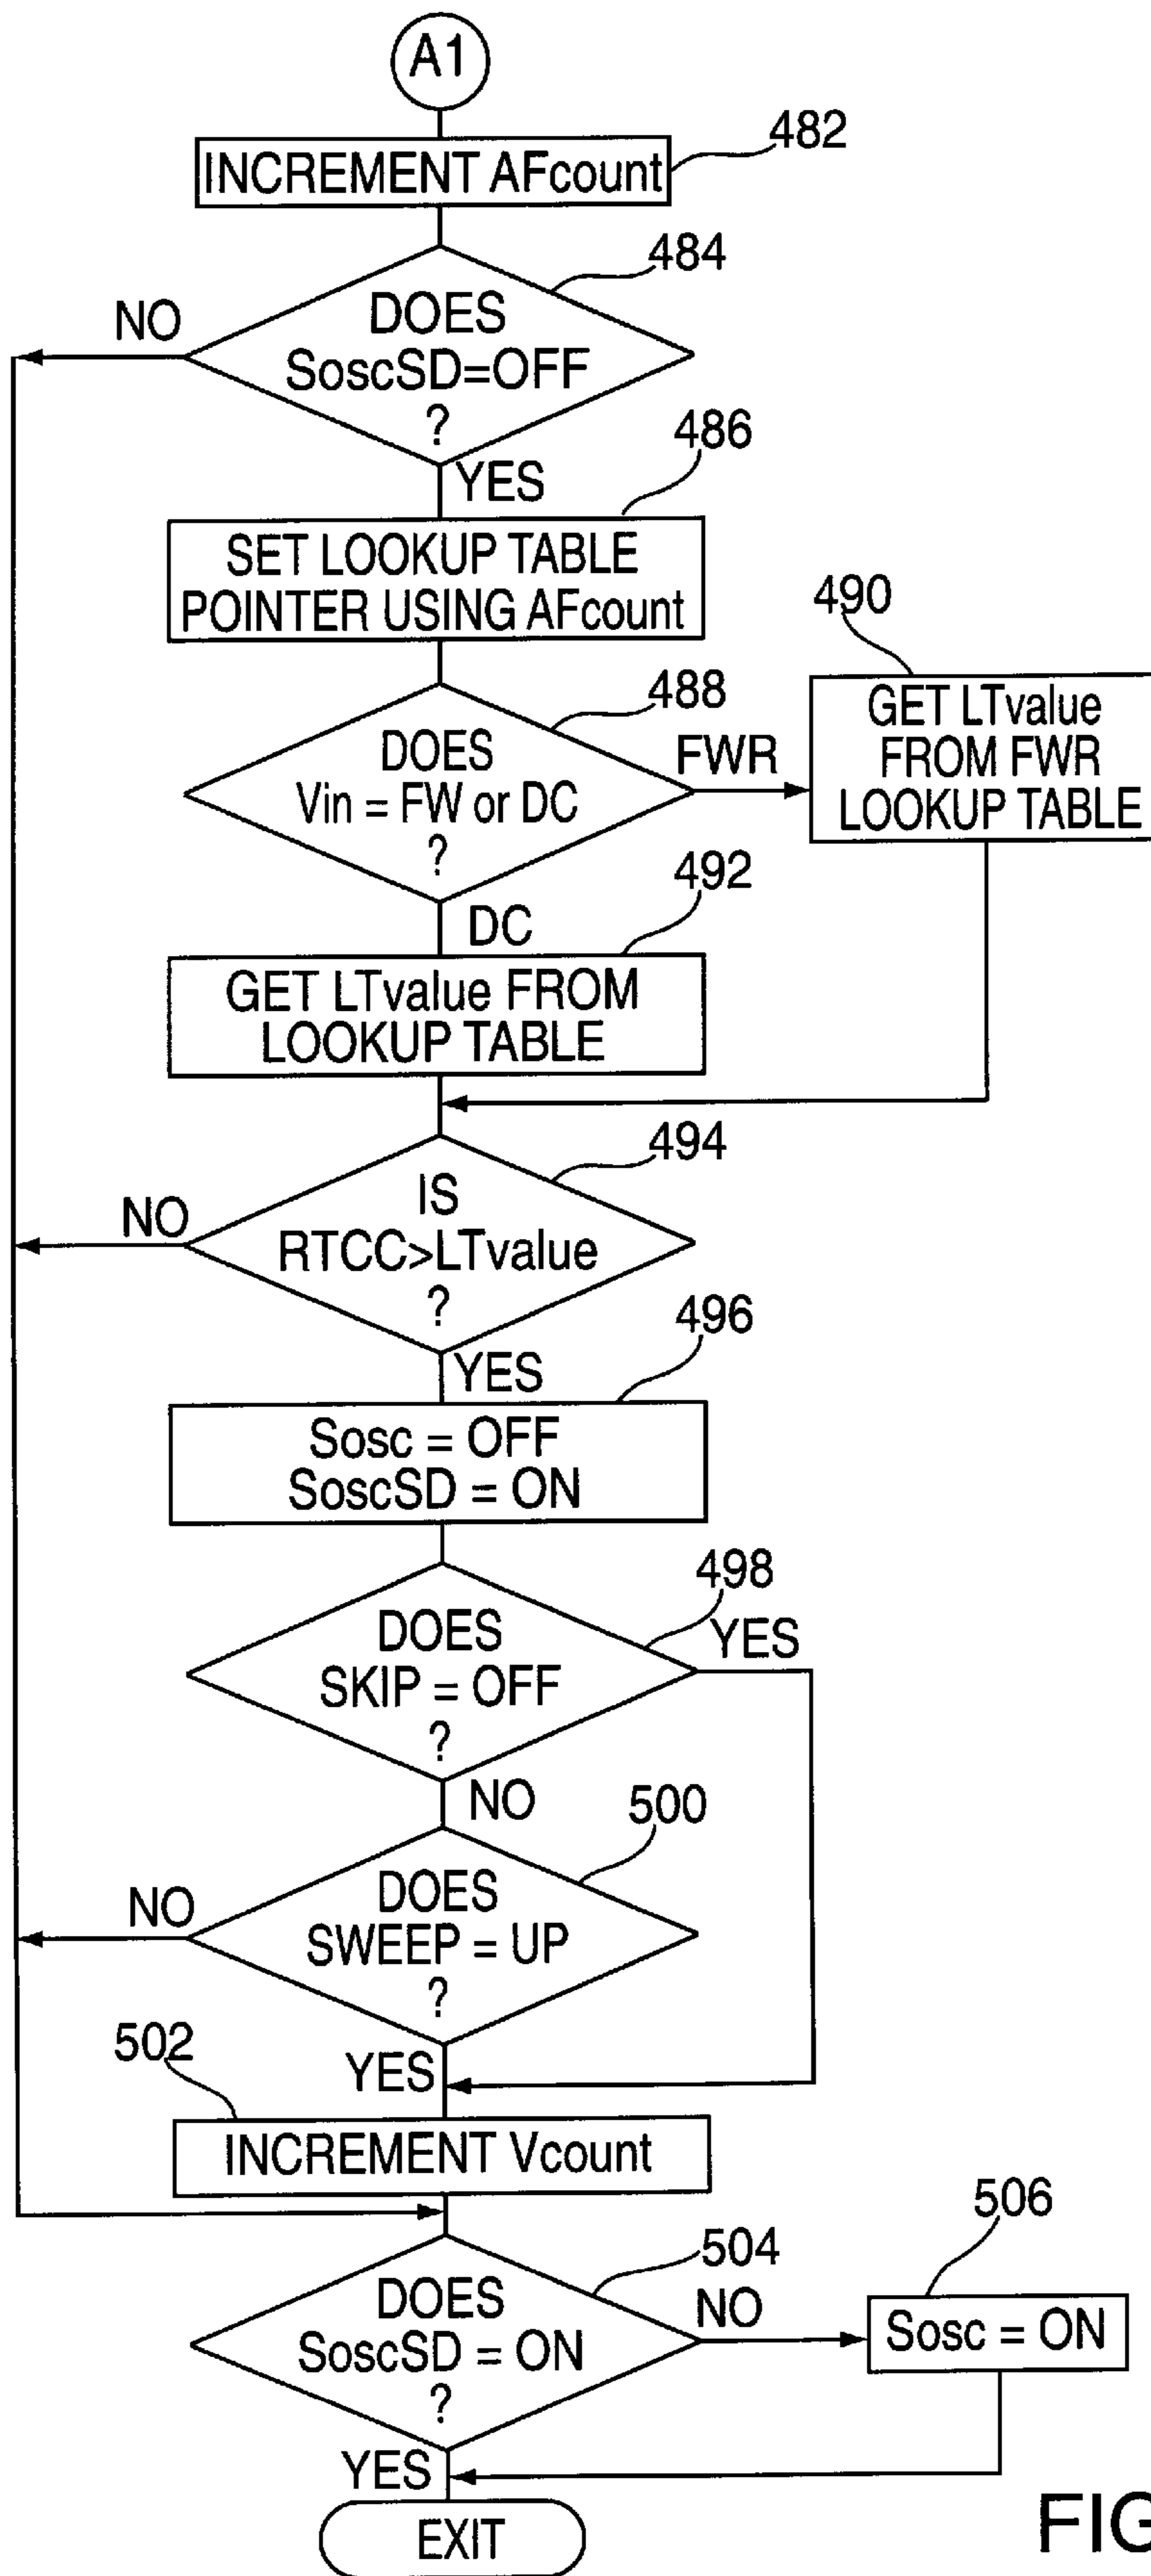 A1
INCREMENT AFcount
482
DOES
SoscSD=OFF
?
484
NO
YES
486
SET LOOKUP TABLE
POINTER USING AFcount
DOES
Vin = FW or DC
?
488
FWR
490
GET LTvalue
FROM FWR
LOOKUP TABLE
DC
492
GET LTvalue FROM
LOOKUP TABLE
IS
RTCC>LTvalue
?
494
NO
YES
496
Sosc = OFF
SoscSD = ON
DOES
SKIP = OFF
?
498
YES
NO
500
DOES
SWEEP = UP
?
NO
YES
502
INCREMENT Vcount
DOES
SoscSD = ON
?
504
NO
506
Sosc = ON
YES
EXIT
FIG